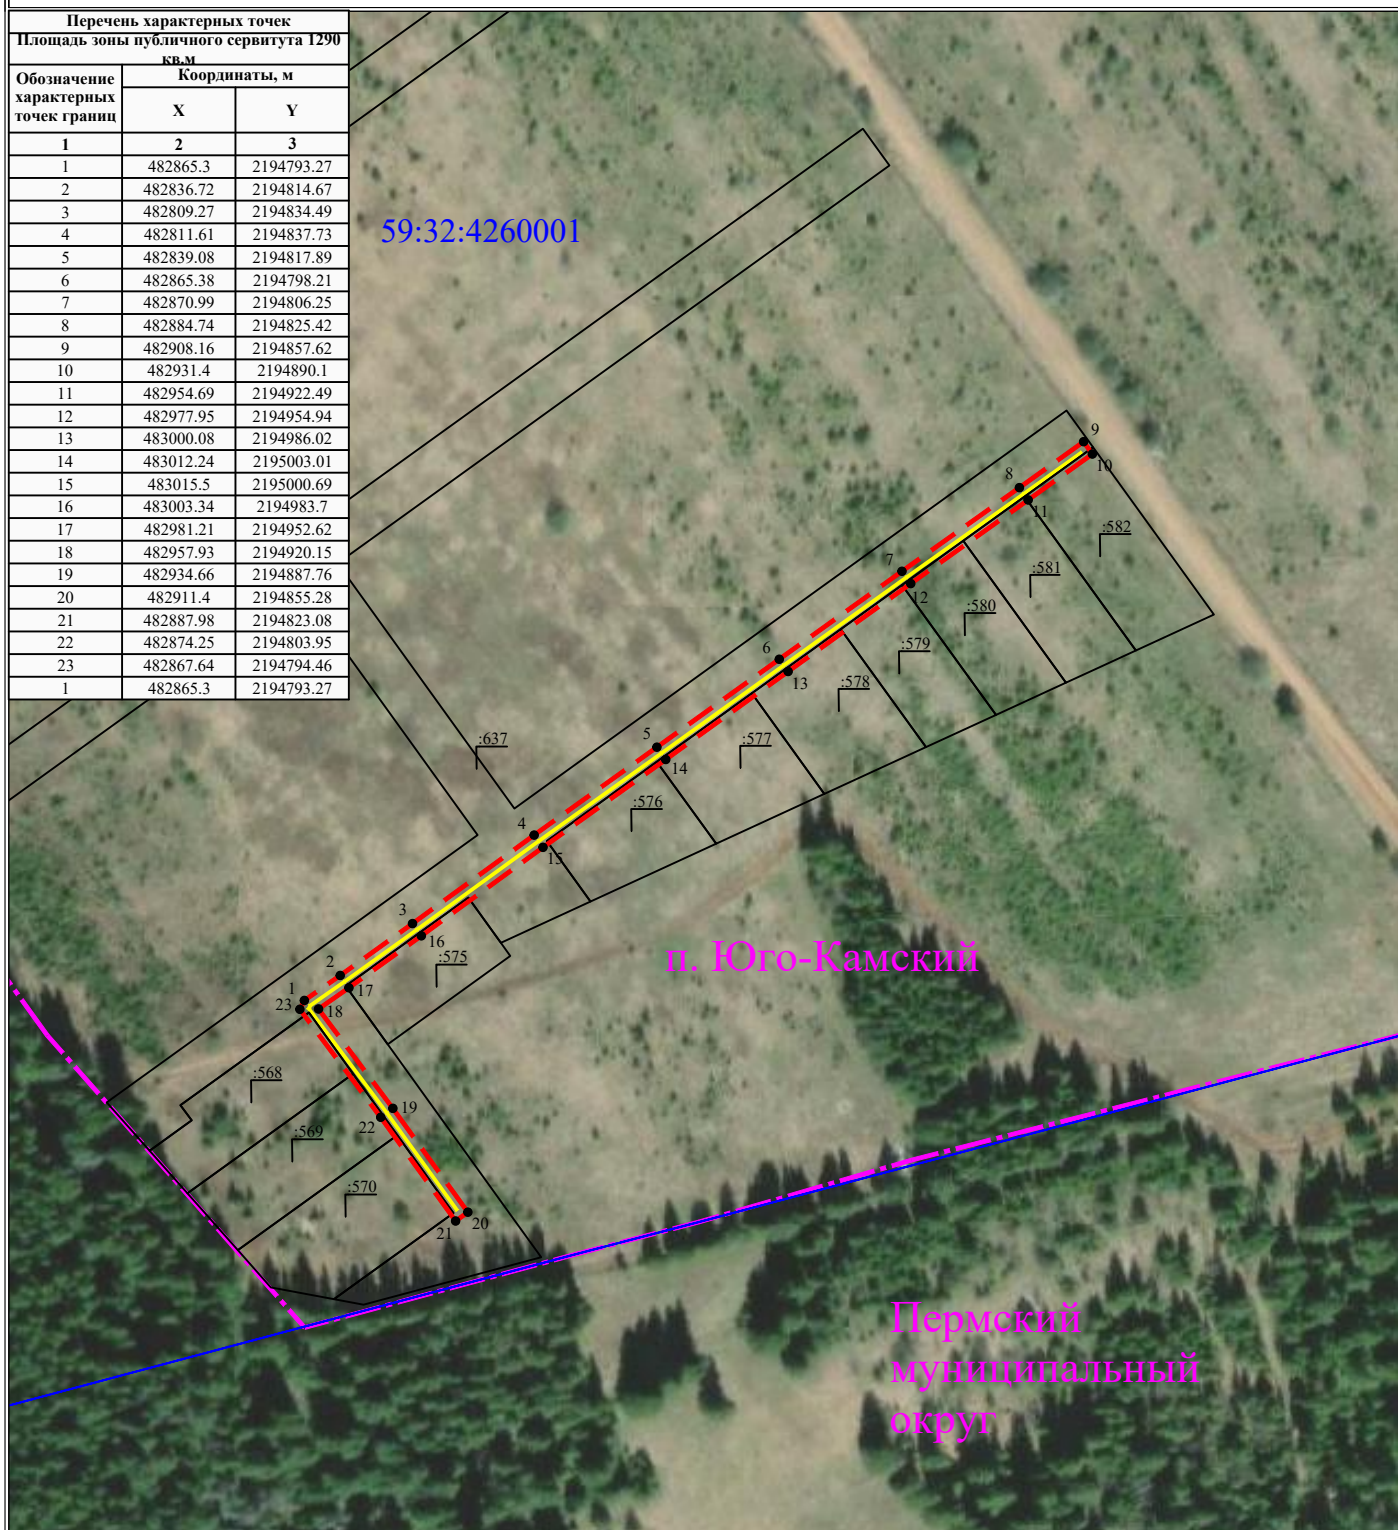 Перечень характерных точек
Площадь зоны публичного сервитута 1290
кв.м
Обозначение характерных точек границ
Координаты, м
X Y
1 2 3
1 482865.3 2194793.27
2 482836.72 2194814.67
3 482809.27 2194834.49
4 482811.61 2194837.73
5 482839.08 2194817.89
6 482865.38 2194798.21
7 482870.99 2194806.25
8 482884.74 2194825.42
9 482908.16 2194857.62
10 482931.4 2194890.1
11 482954.69 2194922.49
12 482977.95 2194954.94
13 483000.08 2194986.02
14 483012.24 2195003.01
15 483015.5 2195000.69
16 483003.34 2194983.7
17 482981.21 2194952.62
18 482957.93 2194920.15
19 482934.66 2194887.76
20 482911.4 2194855.28
21 482887.98 2194823.08
22 482874.25 2194803.95
23 482867.64 2194794.46
1 482865.3 2194793.27
59:32:4260001
9
10
8
11
:582
7
:581
12
:580
6
:579
13
:578
5
:637
:577
14
:576
4
15
3
16
:575
п. Юго-Камский
2
17
1
23
18
:568
19
22
:569
:570
20
21
Пермский
муниципальный
округ